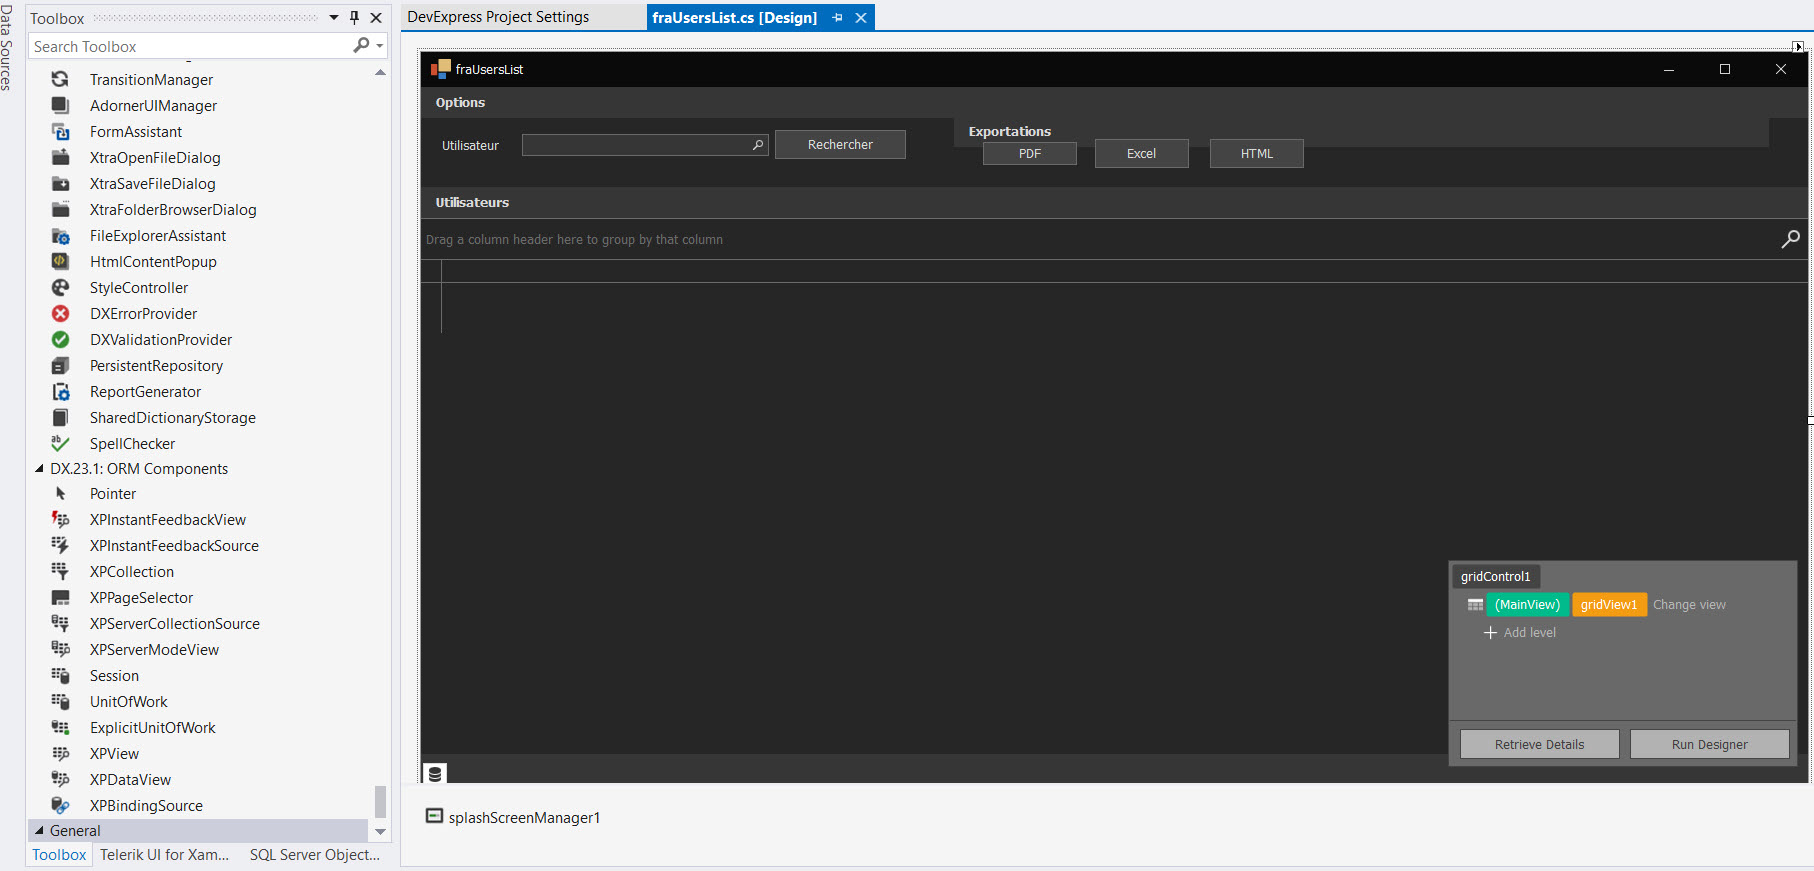 Data Sources
Toolbox
Search Toolbox
TransitionManager
AdornerUIManager
FormAssistant
XtraOpenFileDialog
XtraSaveFileDialog
XtraFolderBrowserDialog
FileExplorerAssistant
HtmlContentPopup
StyleController
DXErrorProvider
DXValidationProvider
PersistentRepository
ReportGenerator
SharedDictionaryStorage
SpellChecker
DX.23.1: ORM Components
Pointer
XPInstantFeedbackView
XPInstantFeedbackSource
XPCollection
XPPageSelector
XPServerCollectionSource
XPServerModeView
Session
UnitOfWork
ExplicitUnitOfWork
XPView
XPDataView
XPBindingSource
General
Toolbox Telerik UI for Xam... SQL Server Object...
DevExpress Project Settings fraUsersList.cs [Design]
fraUsersList
Options
Utilisateur Rechercher
Exportations
PDF Excel HTML
Utilisateurs
Drag a column header here to group by that column
gridControl1
(MainView) gridView1 Change view
Add level
Retrieve Details Run Designer
splashScreenManager1